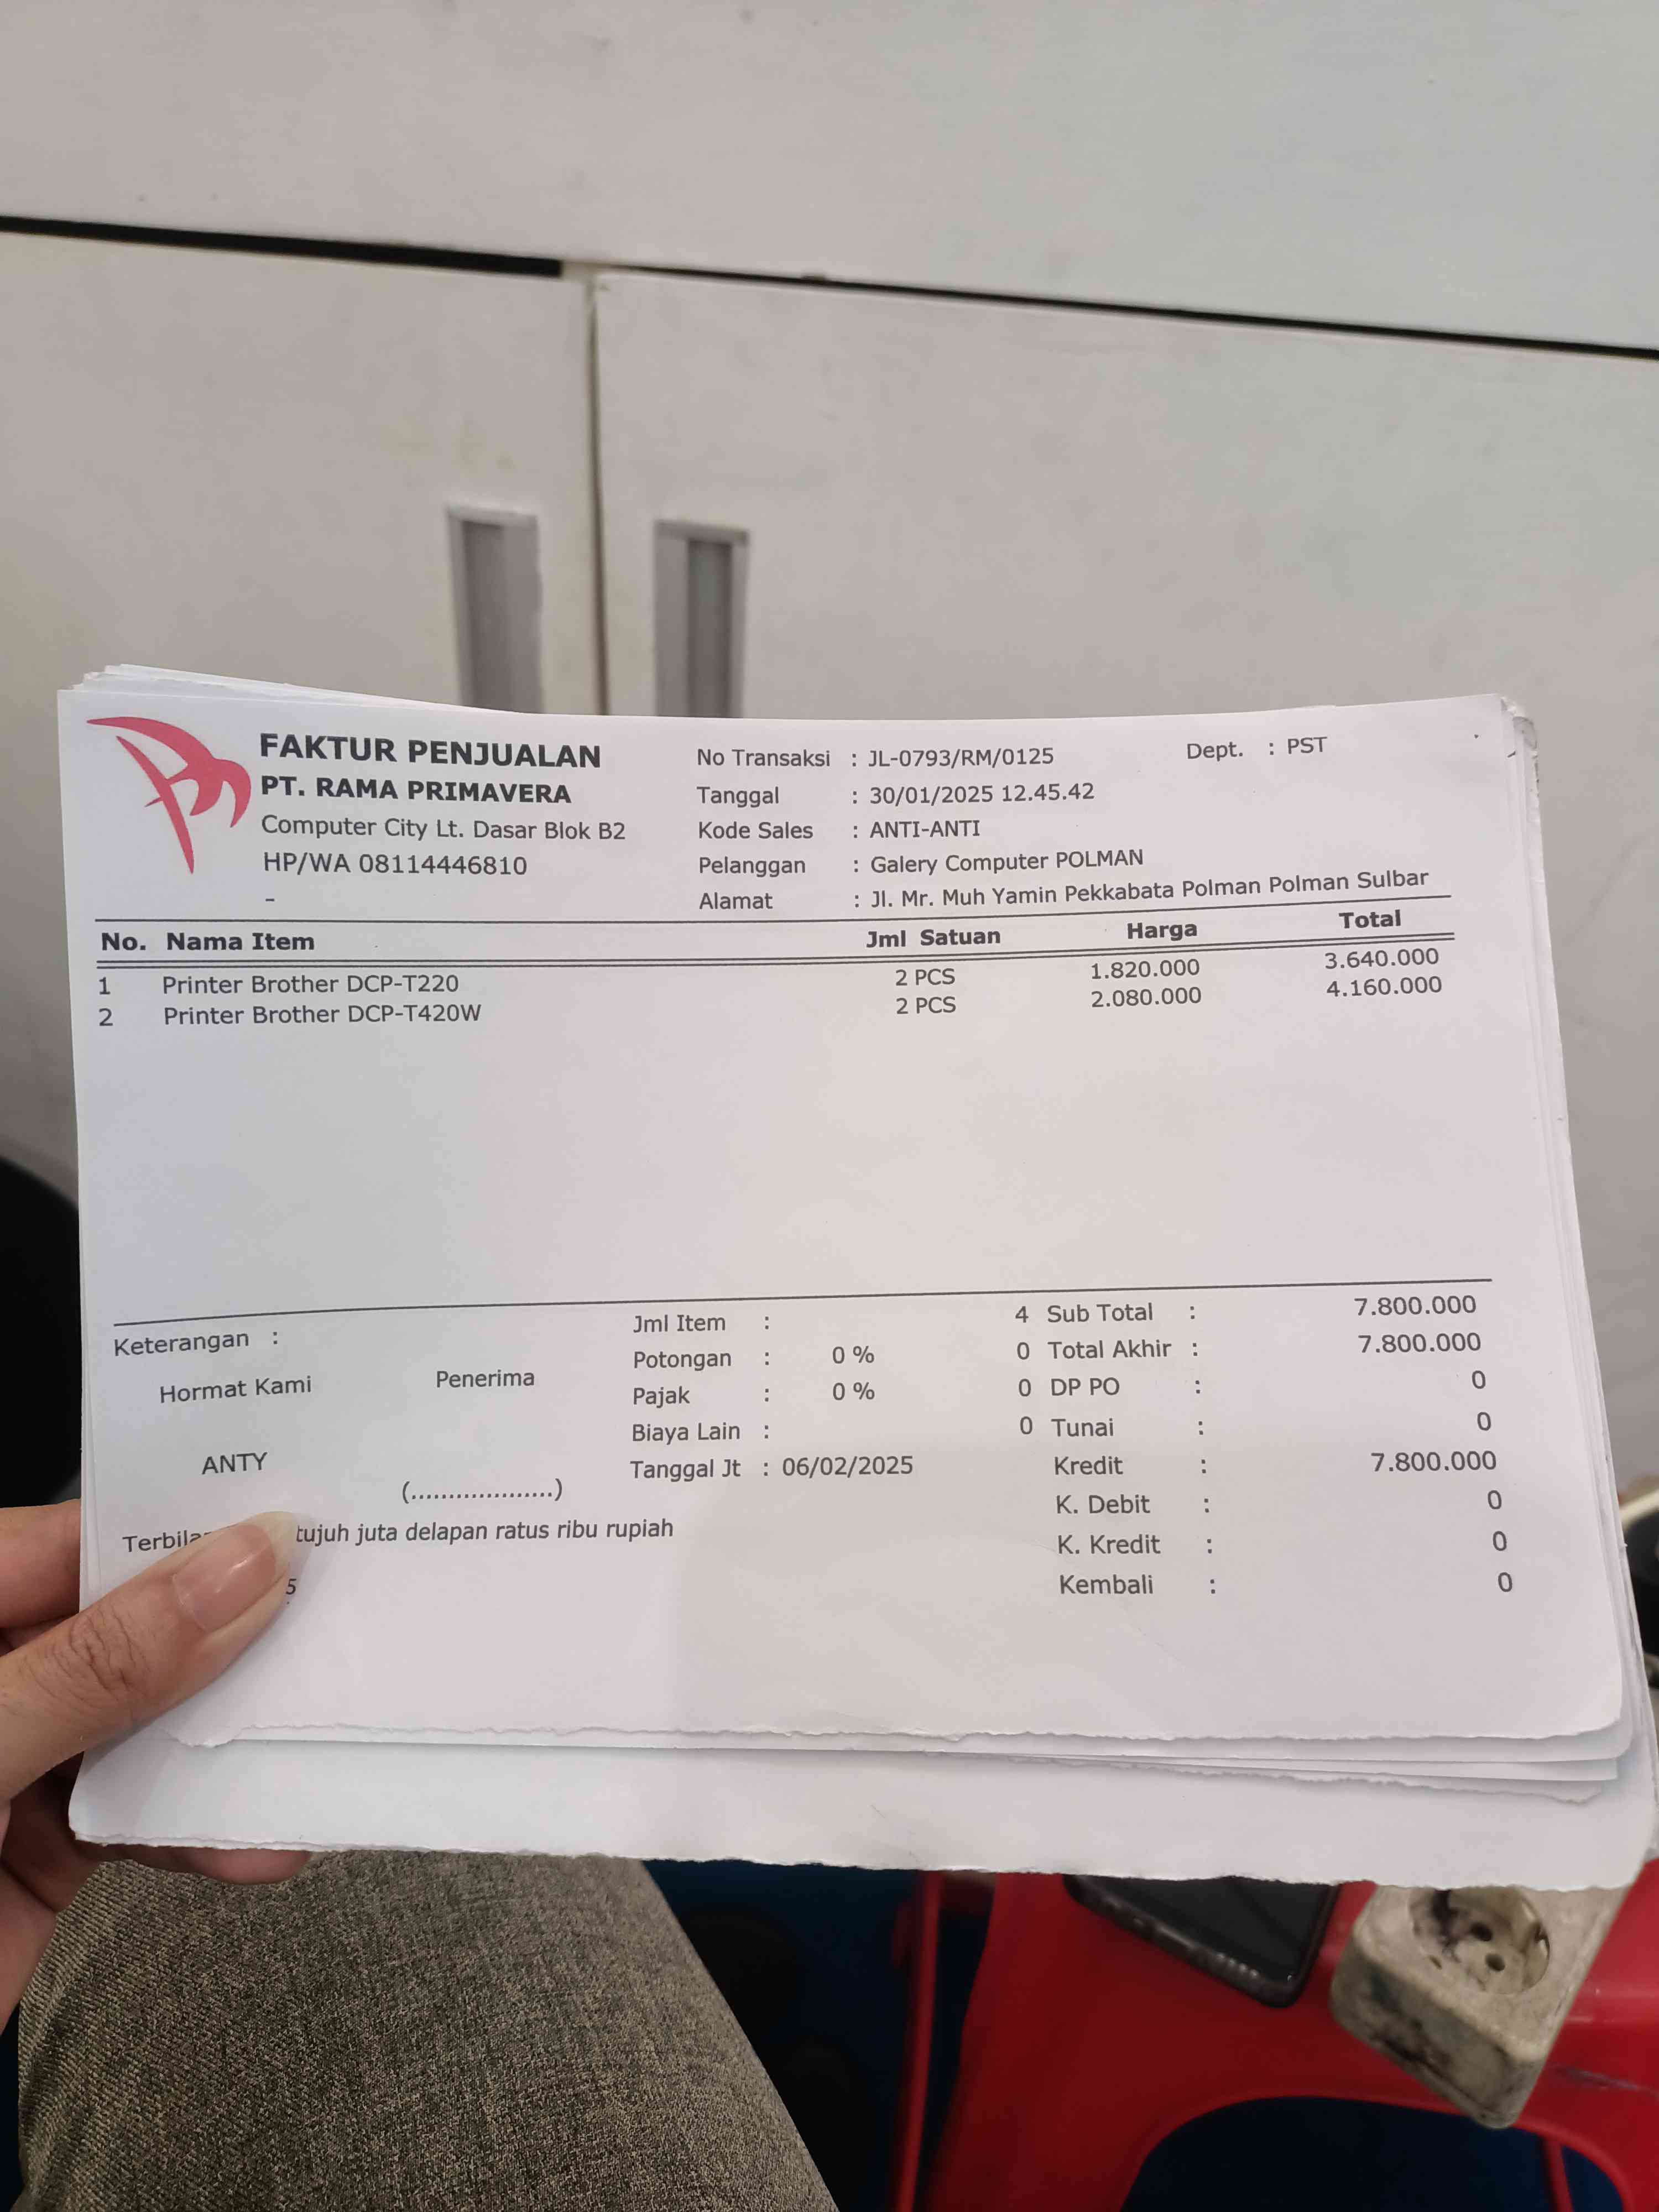 FAKTUR PENJUALAN
PT. RAMA PRIMAVERA
Computer City Lt. Dasar Blok B2
HP/WA 08114446810
-
No Transaksi : JL-0793/RM/0125 Dept. : PST
Tanggal : 30/01/2025 12.45.42
Kode Sales : ANTI-ANTI
Pelanggan : Galery Computer POLMAN
Alamat : Jl. Mr. Muh Yamin Pekkabata Polman Polman Sulbar
No. Nama Item Jml Satuan Harga Total
1 Printer Brother DCP-T220 2 PCS 1.820.000 3.640.000
2 Printer Brother DCP-T420W 2 PCS 2.080.000 4.160.000
Keterangan :
Hormat Kami Penerima
ANTY
(...................)
Jml Item : 4
Potongan : 0 % 0
Pajak : 0 % 0
Biaya Lain : 0
Tanggal Jt : 06/02/2025
Sub Total : 7.800.000
Total Akhir : 7.800.000
DP PO : 0
Tunai : 0
Kredit : 7.800.000
K. Debit : 0
K. Kredit : 0
Kembali : 0
tujuh juta delapan ratus ribu rupiah
5